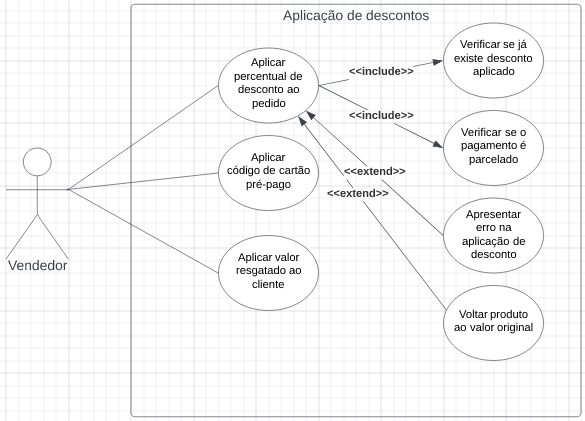 Aplicação de descontos
Aplicar
percentual de
desconto ao
pedido
<<include>>
Verificar se já
existe desconto
aplicado
<<include>>
Verificar se o
pagamento é
parcelado
Aplicar
código de cartão
pré-pago
<<extend>>
<<extend>>
Apresentar
erro na
aplicação de
desconto
Vendedor
Aplicar valor
resgatado ao
cliente
Voltar produto
ao valor original